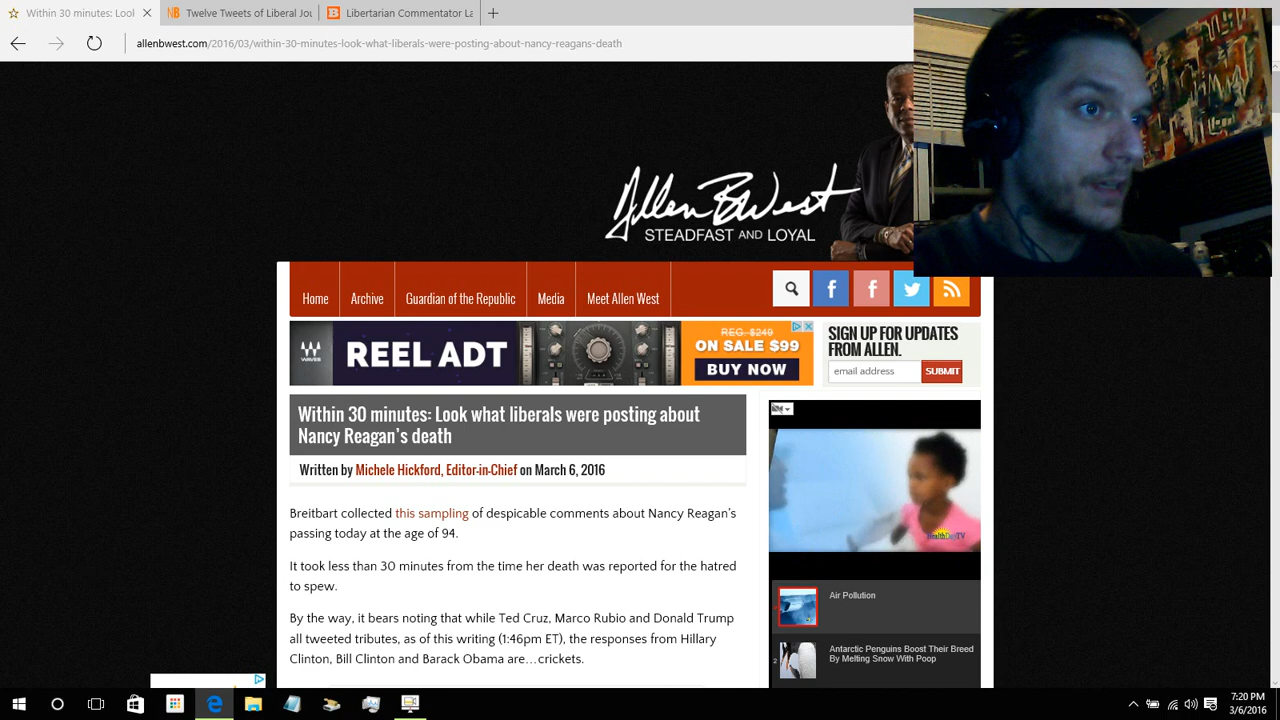 Within 30 minutes: Look
Twelve Tweets of Liberal Jou
Libertarian Commentator La
allenbwest.com/2016/03/within-30-minutes-look-what-liberals-were-posting-about-nancy-reagans-death
Allen B West
STEADFAST AND LOYAL
Home Archive Guardian of the Republic Media Meet Allen West
WAVES
REEL ADT
REG. $249
ON SALE $99
BUY NOW
SIGN UP FOR UPDATES
FROM ALLEN.
email address SUBMIT
Within 30 minutes: Look what liberals were posting about
Nancy Reagan's death
Written by Michele Hickford, Editor-in-Chief on March 6, 2016
Breitbart collected this sampling of despicable comments about Nancy Reagan's
passing today at the age of 94.
It took less than 30 minutes from the time her death was reported for the hatred
to spew.
By the way, it bears noting that while Ted Cruz, Marco Rubio and Donald Trump
all tweeted tributes, as of this writing (1:46pm ET), the responses from Hillary
Clinton, Bill Clinton and Barack Obama are…crickets.
HealthDayTV
Air Pollution
2
Antarctic Penguins Boost Their Breed
By Melting Snow With Poop
7:20 PM
3/6/2016